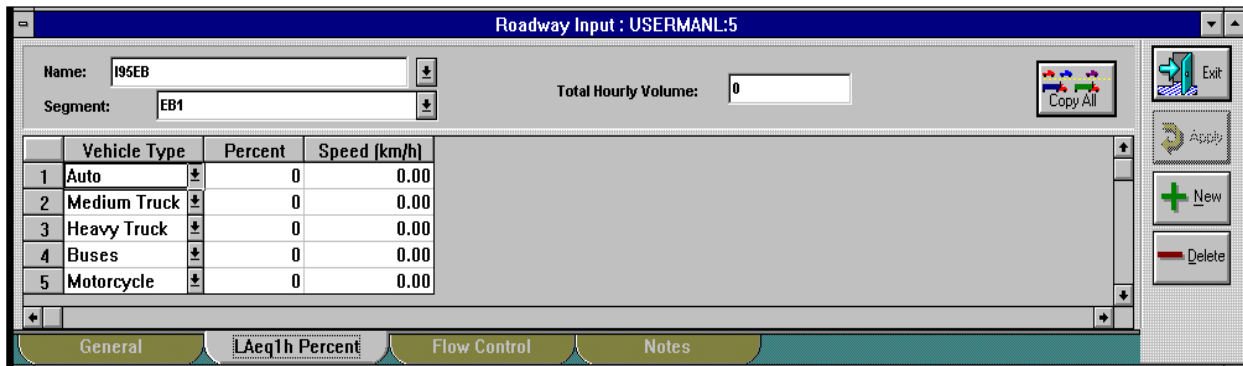 Roadway Input : USERMANL:5
Name: I95EB
Segment: EB1
Total Hourly Volume: 0
Copy All
Exit
Apply
New
Delete
Vehicle Type Percent Speed (km/h)
1 Auto 0 0.00
2 Medium Truck 0 0.00
3 Heavy Truck 0 0.00
4 Buses 0 0.00
5 Motorcycle 0 0.00
General LAeq1h Percent Flow Control Notes